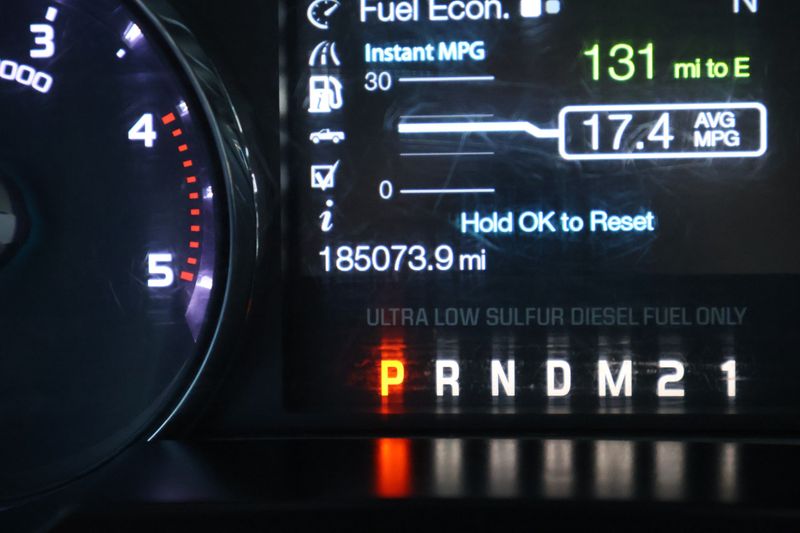 Fuel Econ.
N
Instant MPG
30
131 mi to E
17.4 AVG MPG
0
Hold OK to Reset
185073.9 mi
ULTRA LOW SULFUR DIESEL FUEL ONLY
P R N D M 2 1
3
000
4
5